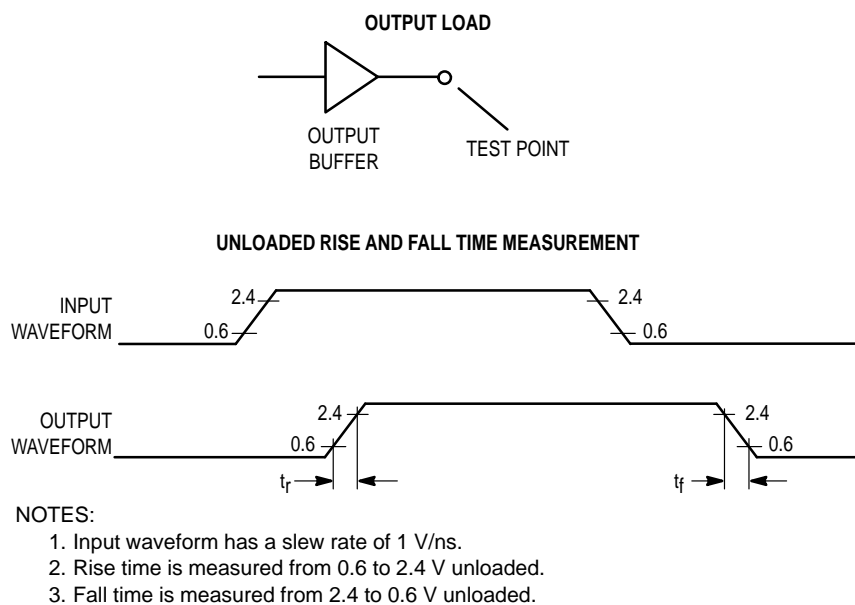 OUTPUT LOAD
OUTPUT
BUFFER
TEST POINT
UNLOADED RISE AND FALL TIME MEASUREMENT
INPUT
WAVEFORM
2.4
0.6
2.4
0.6
OUTPUT
WAVEFORM
2.4
0.6
2.4
0.6
tr
tf
NOTES:
1. Input waveform has a slew rate of 1 V/ns.
2. Rise time is measured from 0.6 to 2.4 V unloaded.
3. Fall time is measured from 2.4 to 0.6 V unloaded.